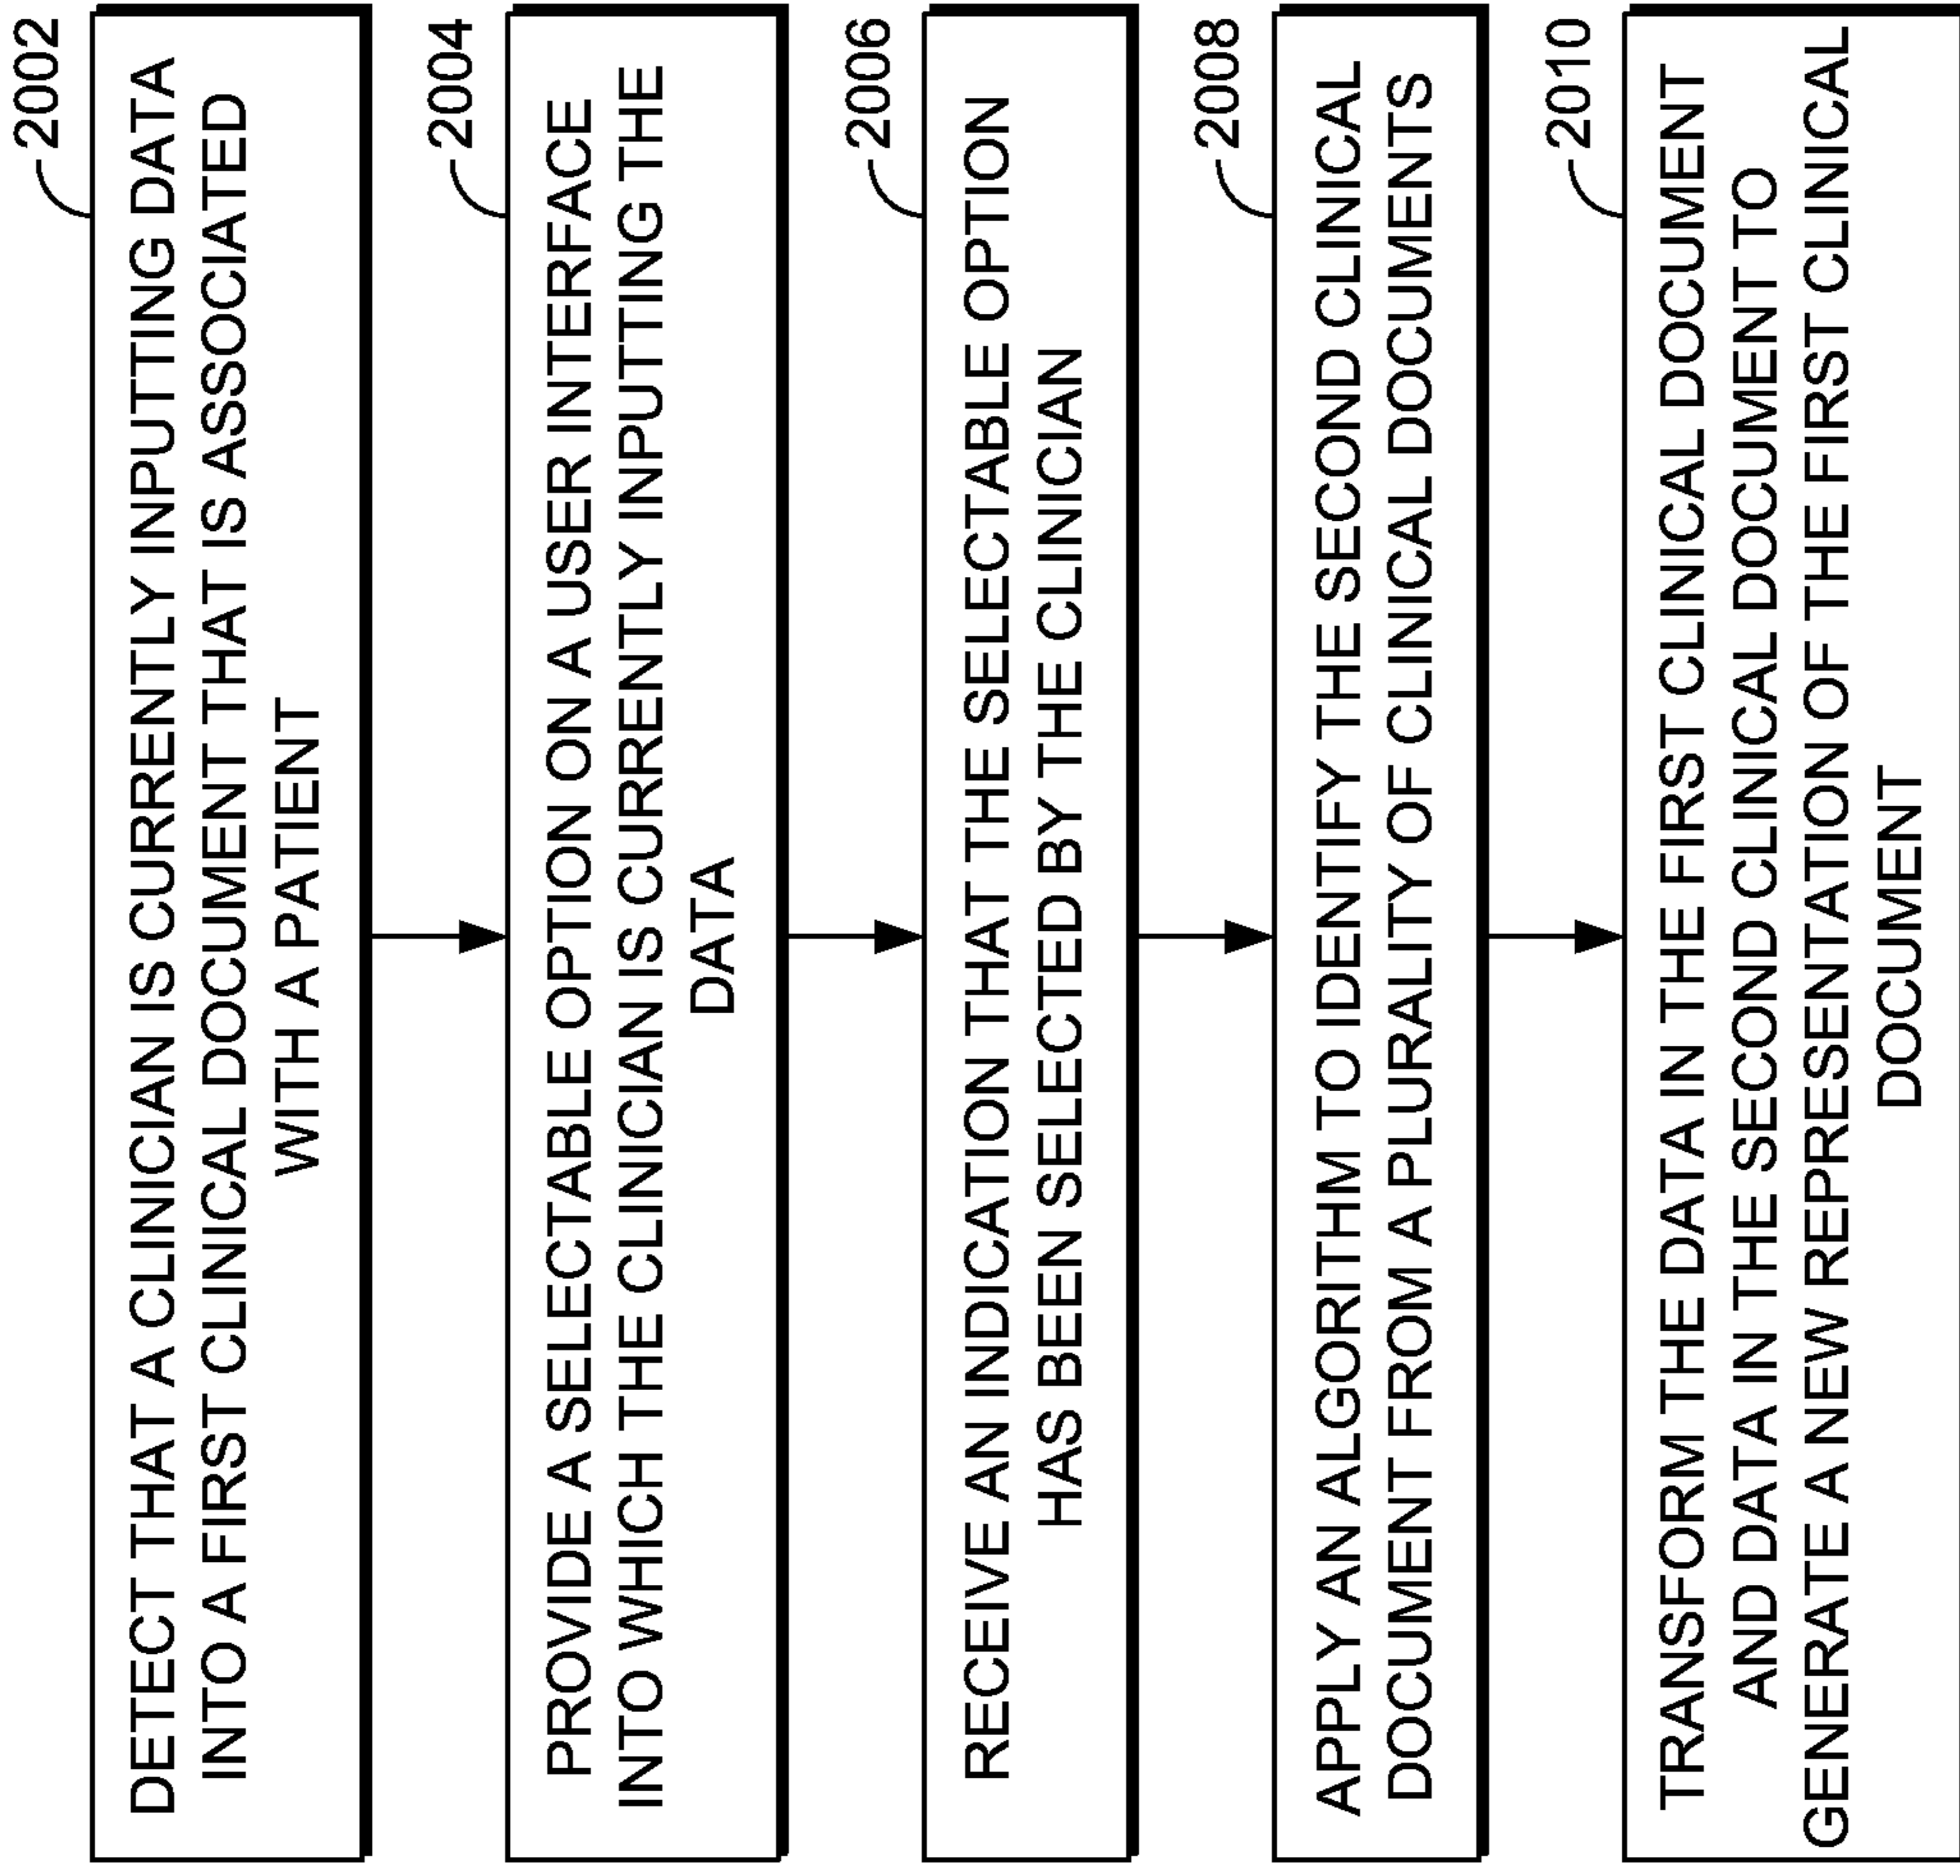 2002
DETECT THAT A CLINICIAN IS CURRENTLY INPUTTING DATA
INTO A FIRST CLINICAL DOCUMENT THAT IS ASSOCIATED
WITH A PATIENT
2004
PROVIDE A SELECTABLE OPTION ON A USER INTERFACE
INTO WHICH THE CLINICIAN IS CURRENTLY INPUTTING THE
DATA
2006
RECEIVE AN INDICATION THAT THE SELECTABLE OPTION
HAS BEEN SELECTED BY THE CLINICIAN
2008
APPLY AN ALGORITHM TO IDENTIFY THE SECOND CLINICAL
DOCUMENT FROM A PLURALITY OF CLINICAL DOCUMENTS
2010
TRANSFORM THE DATA IN THE FIRST CLINICAL DOCUMENT
AND DATA IN THE SECOND CLINICAL DOCUMENT TO
GENERATE A NEW REPRESENTATION OF THE FIRST CLINICAL
DOCUMENT